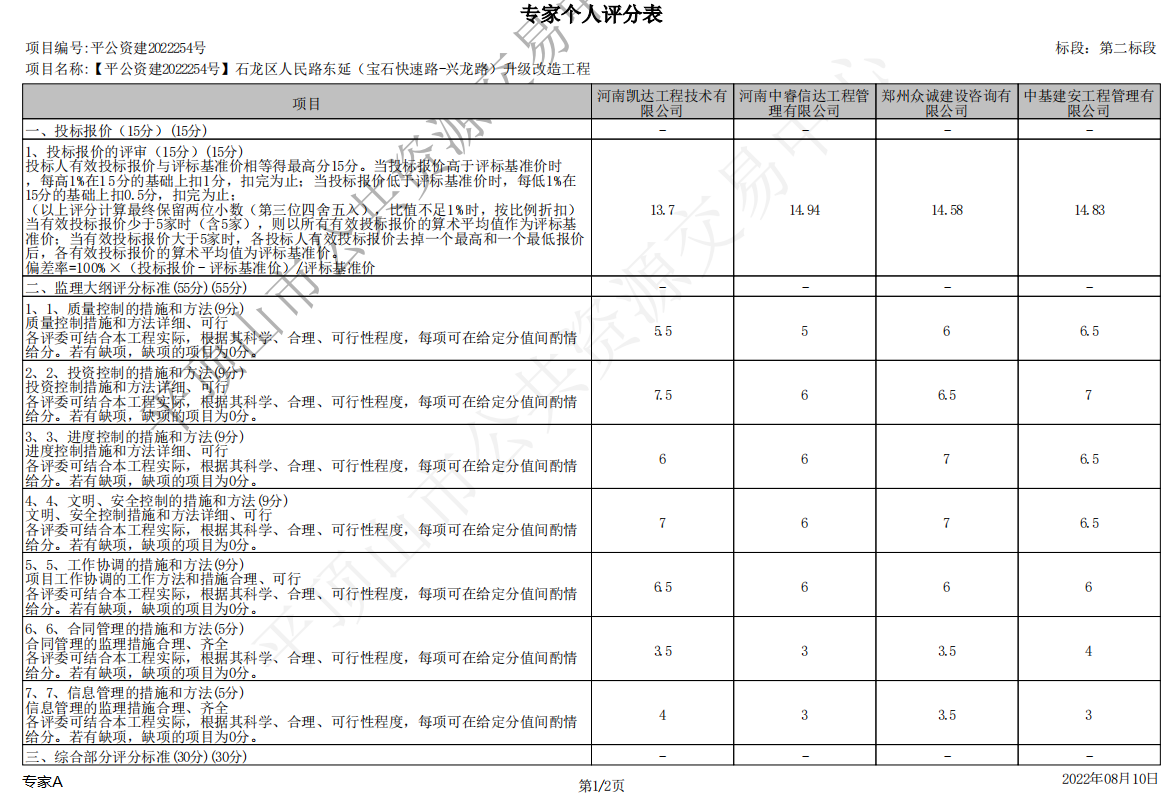 专家个人评分表
项目编号:平公资建2022254号
标段：第二标段
项目名称:【平公资建2022254号】石龙区人民路东延（宝石快速路-兴龙路）升级改造工程
项目
河南凯达工程技术有限公司
河南中睿信达工程管理有限公司
郑州众诚建设咨询有限公司
中基建安工程管理有限公司
一、投标报价（15分）(15分) – – – –
1、投标报价的评审（15分）(15分)
投标人有效投标报价与评标基准价相等得最高分15分。当投标报价高于评标基准价时
，每高1%在15分的基础上扣1分，扣完为止；当投标报价低于评标基准价时，每低1%在
15分的基础上扣0.5分，扣完为止；
（以上评分计算最终保留两位小数（第三位四舍五入），比值不足1%时，按比例折扣）
当有效投标报价少于5家时（含5家），则以所有有效投标报价的算术平均值作为评标基
准价；当有效投标报价大于5家时，各投标人有效投标报价去掉一个最高和一个最低报价
后，各有效投标报价的算术平均值为评标基准价。
偏差率=100%×（投标报价-评标基准价）/评标基准价
13.7 14.94 14.58 14.83
二、监理大纲评分标准(55分)(55分) – – – –
1、1、质量控制的措施和方法(9分)
质量控制措施和方法详细、可行
各评委可结合本工程实际，根据其科学、合理、可行性程度，每项可在给定分值间酌情
给分。若有缺项，缺项的项目为0分。
5.5 5 6 6.5
2、2、投资控制的措施和方法(9分)
投资控制措施和方法详细、可行
各评委可结合本工程实际，根据其科学、合理、可行性程度，每项可在给定分值间酌情
给分。若有缺项，缺项的项目为0分。
7.5 6 6.5 7
3、3、进度控制的措施和方法(9分)
进度控制措施和方法详细、可行
各评委可结合本工程实际，根据其科学、合理、可行性程度，每项可在给定分值间酌情
给分。若有缺项，缺项的项目为0分。
6 6 7 6.5
4、4、文明、安全控制的措施和方法(9分)
文明、安全控制措施和方法详细、可行
各评委可结合本工程实际，根据其科学、合理、可行性程度，每项可在给定分值间酌情
给分。若有缺项，缺项的项目为0分。
7 6 7 6.5
5、5、工作协调的措施和方法(9分)
项目工作协调的工作方法和措施合理、可行
各评委可结合本工程实际，根据其科学、合理、可行性程度，每项可在给定分值间酌情
给分。若有缺项，缺项的项目为0分。
6.5 6 6 6
6、6、合同管理的措施和方法(5分)
合同管理的监理措施合理、齐全
各评委可结合本工程实际，根据其科学、合理、可行性程度，每项可在给定分值间酌情
给分。若有缺项，缺项的项目为0分。
3.5 3 3.5 4
7、7、信息管理的措施和方法(5分)
信息管理的监理措施合理、齐全
各评委可结合本工程实际，根据其科学、合理、可行性程度，每项可在给定分值间酌情
给分。若有缺项，缺项的项目为0分。
4 3 3.5 3
三、综合部分评分标准(30分)(30分) – – – –
专家A
第1/2页
2022年08月10日
平顶山市公共资源交易中心
平顶山市公共资源交易